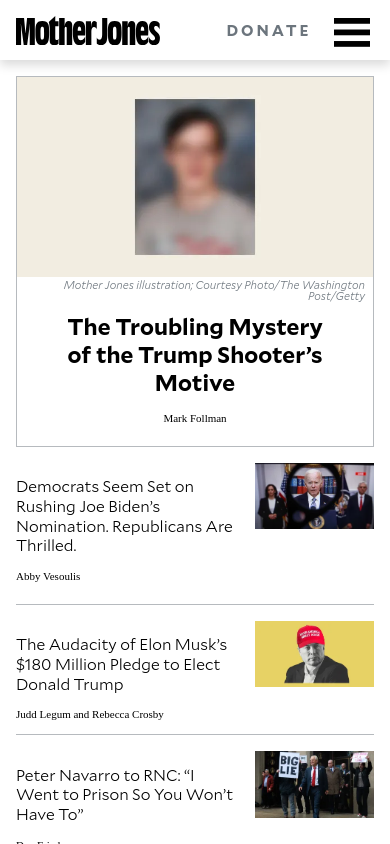 Mother Jones
DONATE
Mother Jones illustration; Courtesy Photo/The Washington
Post/Getty
The Troubling Mystery
of the Trump Shooter’s
Motive
Mark Follman
Democrats Seem Set on
Rushing Joe Biden’s
Nomination. Republicans Are
Thrilled.
Abby Vesoulis
The Audacity of Elon Musk’s
$180 Million Pledge to Elect
Donald Trump
Judd Legum and Rebecca Crosby
Peter Navarro to RNC: “I
Went to Prison So You Won’t
Have To”
BIG
LIE